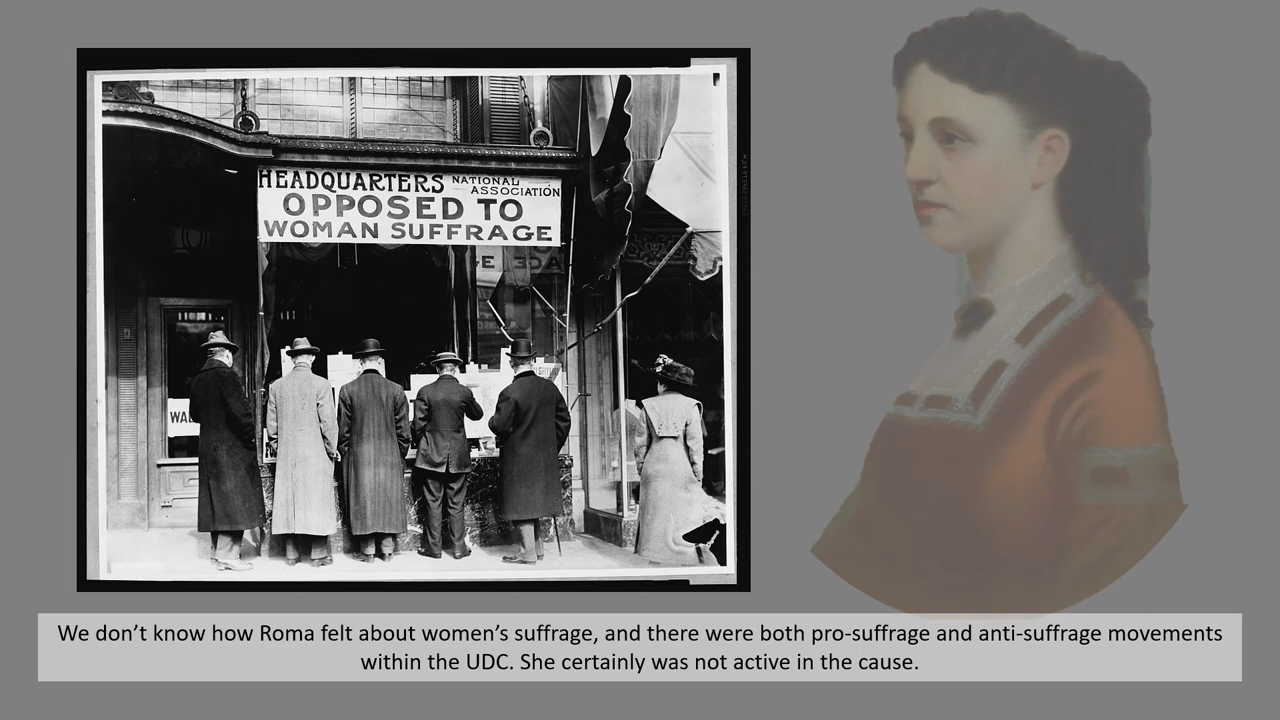 HEADQUARTERS NATIONAL ASSOCIATION
OPPOSED TO
WOMAN SUFFRAGE
WAL
We don’t know how Roma felt about women’s suffrage, and there were both pro-suffrage and anti-suffrage movements
within the UDC. She certainly was not active in the cause.